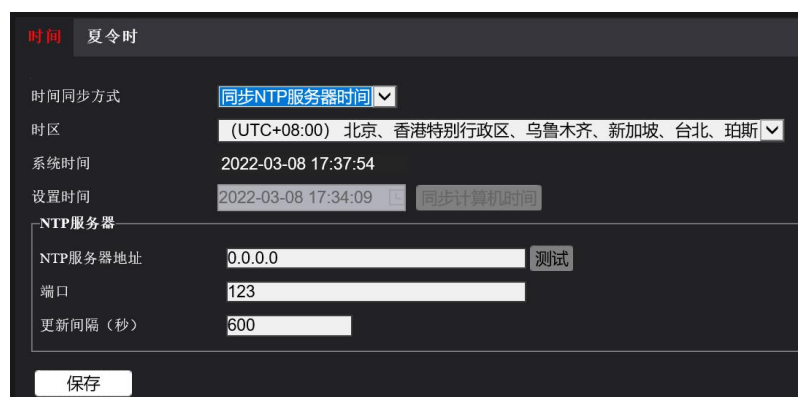 时间 夏令时
时间同步方式 同步NTP服务器时间
时区 （UTC+08:00） 北京、香港特别行政区、乌鲁木齐、新加坡、台北、珀斯
系统时间 2022-03-08 17:37:54
设置时间 2022-03-08 17:34:09 同步计算机时间
NTP服务器
NTP服务器地址 0.0.0.0 测试
端口 123
更新间隔（秒） 600
保存